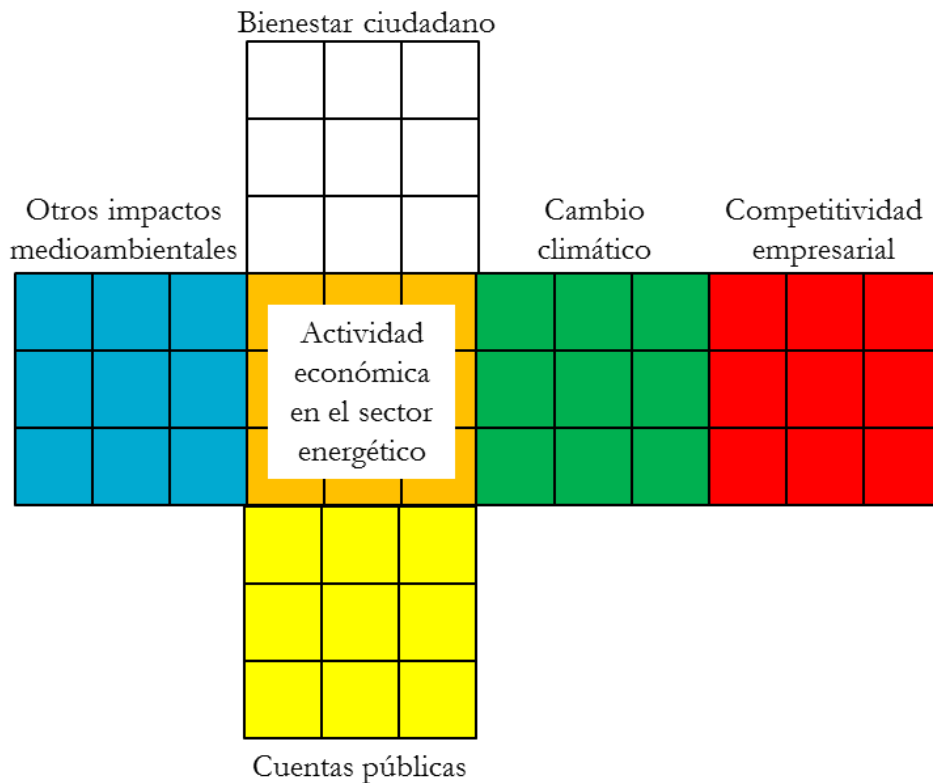 Bienestar ciudadano
Otros impactos
medioambientales
Cambio
climático
Competitividad
empresarial
Actividad
económica
en el sector
energético
Cuentas públicas